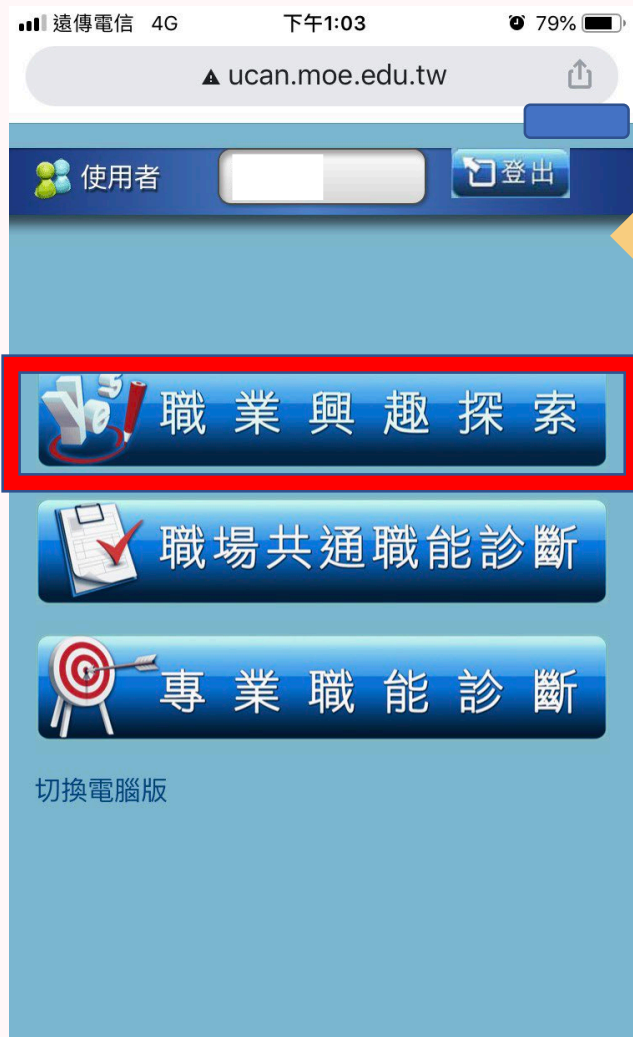 遠傳電信 4G 下午1:03 79%
ucan.moe.edu.tw
使用者 登出
職業興趣探索
職場共通職能診斷
專業職能診斷
切換電腦版